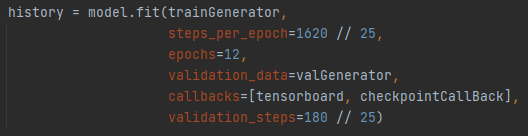 history = model.fit(trainGenerator,
steps_per_epoch=1620 // 25,
epochs=12,
validation_data=valGenerator,
callbacks=[tensorboard, checkpointCallBack],
validation_steps=180 // 25)